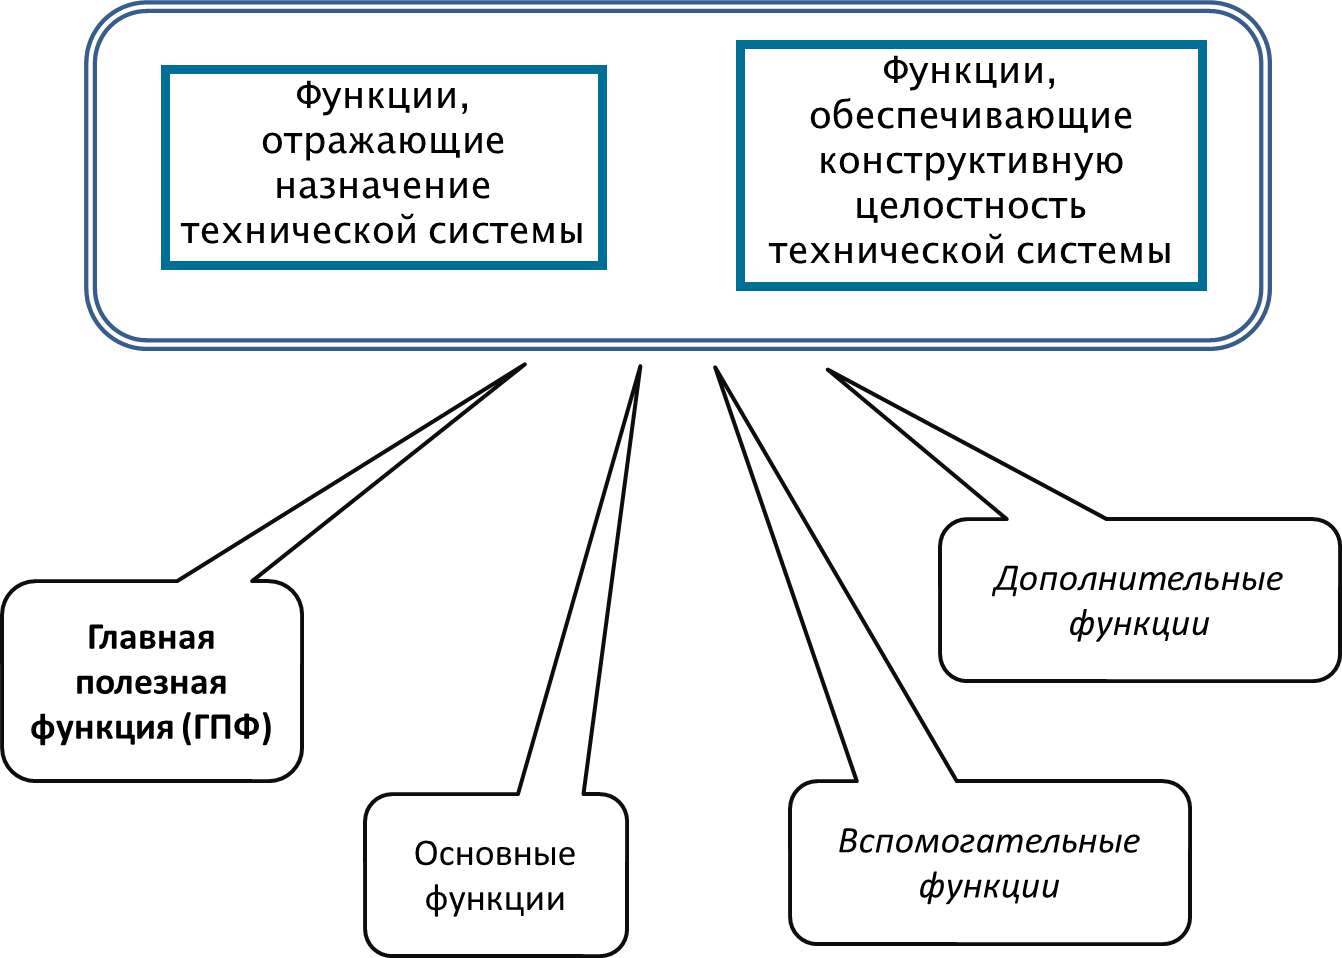 Функции,
отражающие
назначение
технической системы
Функции,
обеспечивающие
конструктивную
целостность
технической системы
Главная
полезная
функция (ГПФ)
Основные
функции
Вспомогательные
функции
Дополнительные
функции